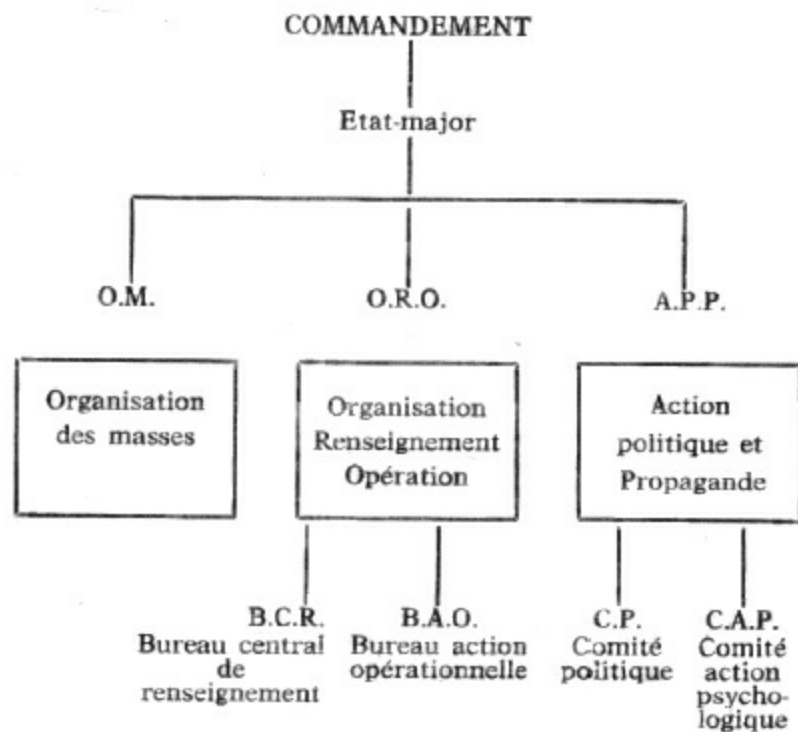 COMMANDEMENT
Etat-major
O.M.
O.R.O.
A.P.P.
Organisation
des masses
Organisation
Renseignement
Opération
Action
politique et
Propagande
B.C.R.
Bureau central
de
renseignement
B.A.O.
Bureau action
opérationnelle
C.P.
Comité
politique
C.A.P.
Comité
action
psycho-
logique